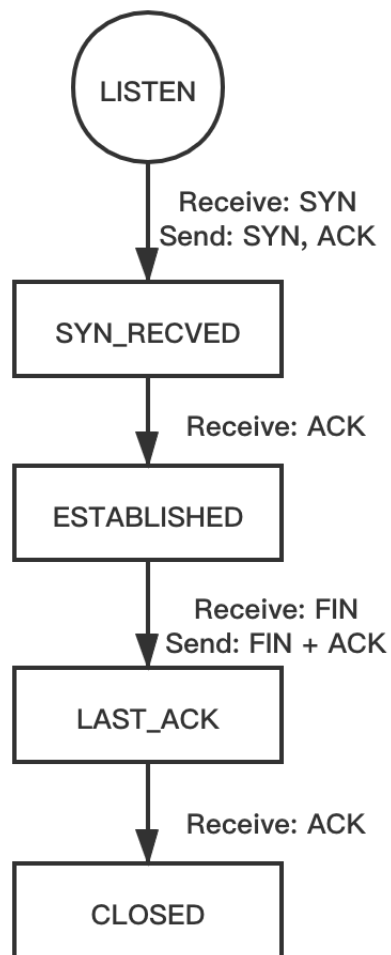 LISTEN
Receive: SYN
Send: SYN, ACK
SYN_RECVED
Receive: ACK
ESTABLISHED
Receive: FIN
Send: FIN + ACK
LAST_ACK
Receive: ACK
CLOSED